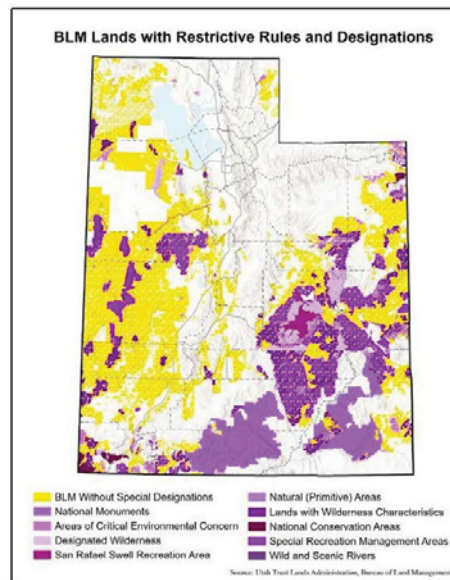 BLM Lands with Restrictive Rules and Designations
BLM Without Special Designations
National Monuments
Areas of Critical Environmental Concern
Designated Wilderness
San Rafael Swell Recreation Area
Natural (Primitive) Areas
Lands with Wilderness Characteristics
National Conservation Areas
Special Recreation Management Areas
Wild and Scenic Rivers
Source: Utah Trust Lands Administration, Bureau of Land Management